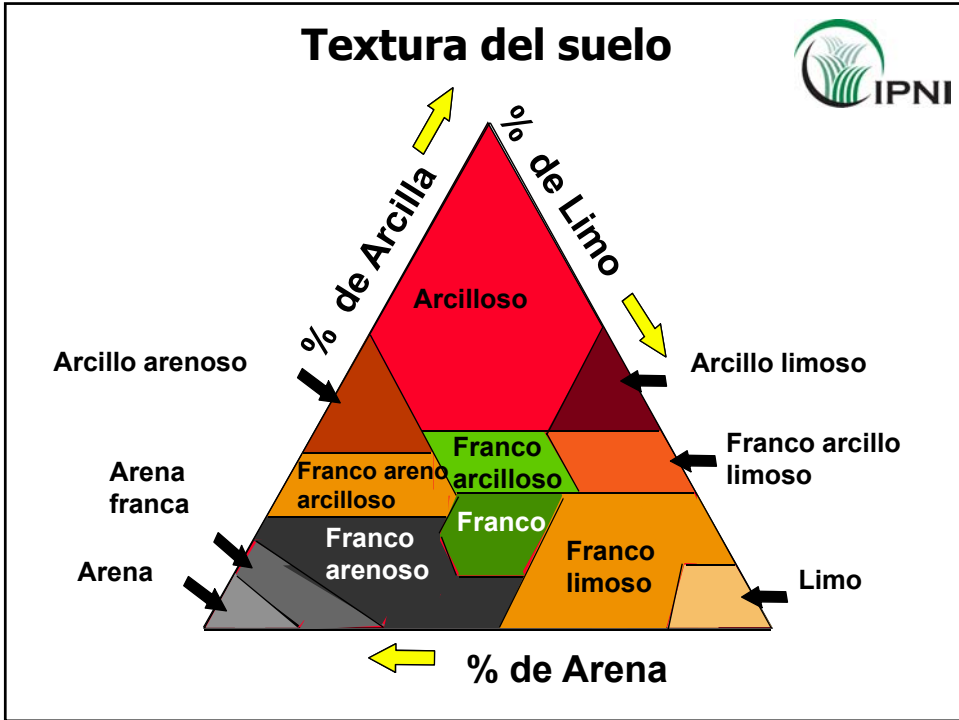 Textura del suelo
IPNI
% de Arcilla
% de Limo
Arcilloso
Arcillo arenoso
Arcillo limoso
Franco
arcilloso
Franco arcillo
limoso
Franco areno
arcilloso
Arena
franca
Franco
Franco
arenoso
Franco
limoso
Arena
Limo
% de Arena